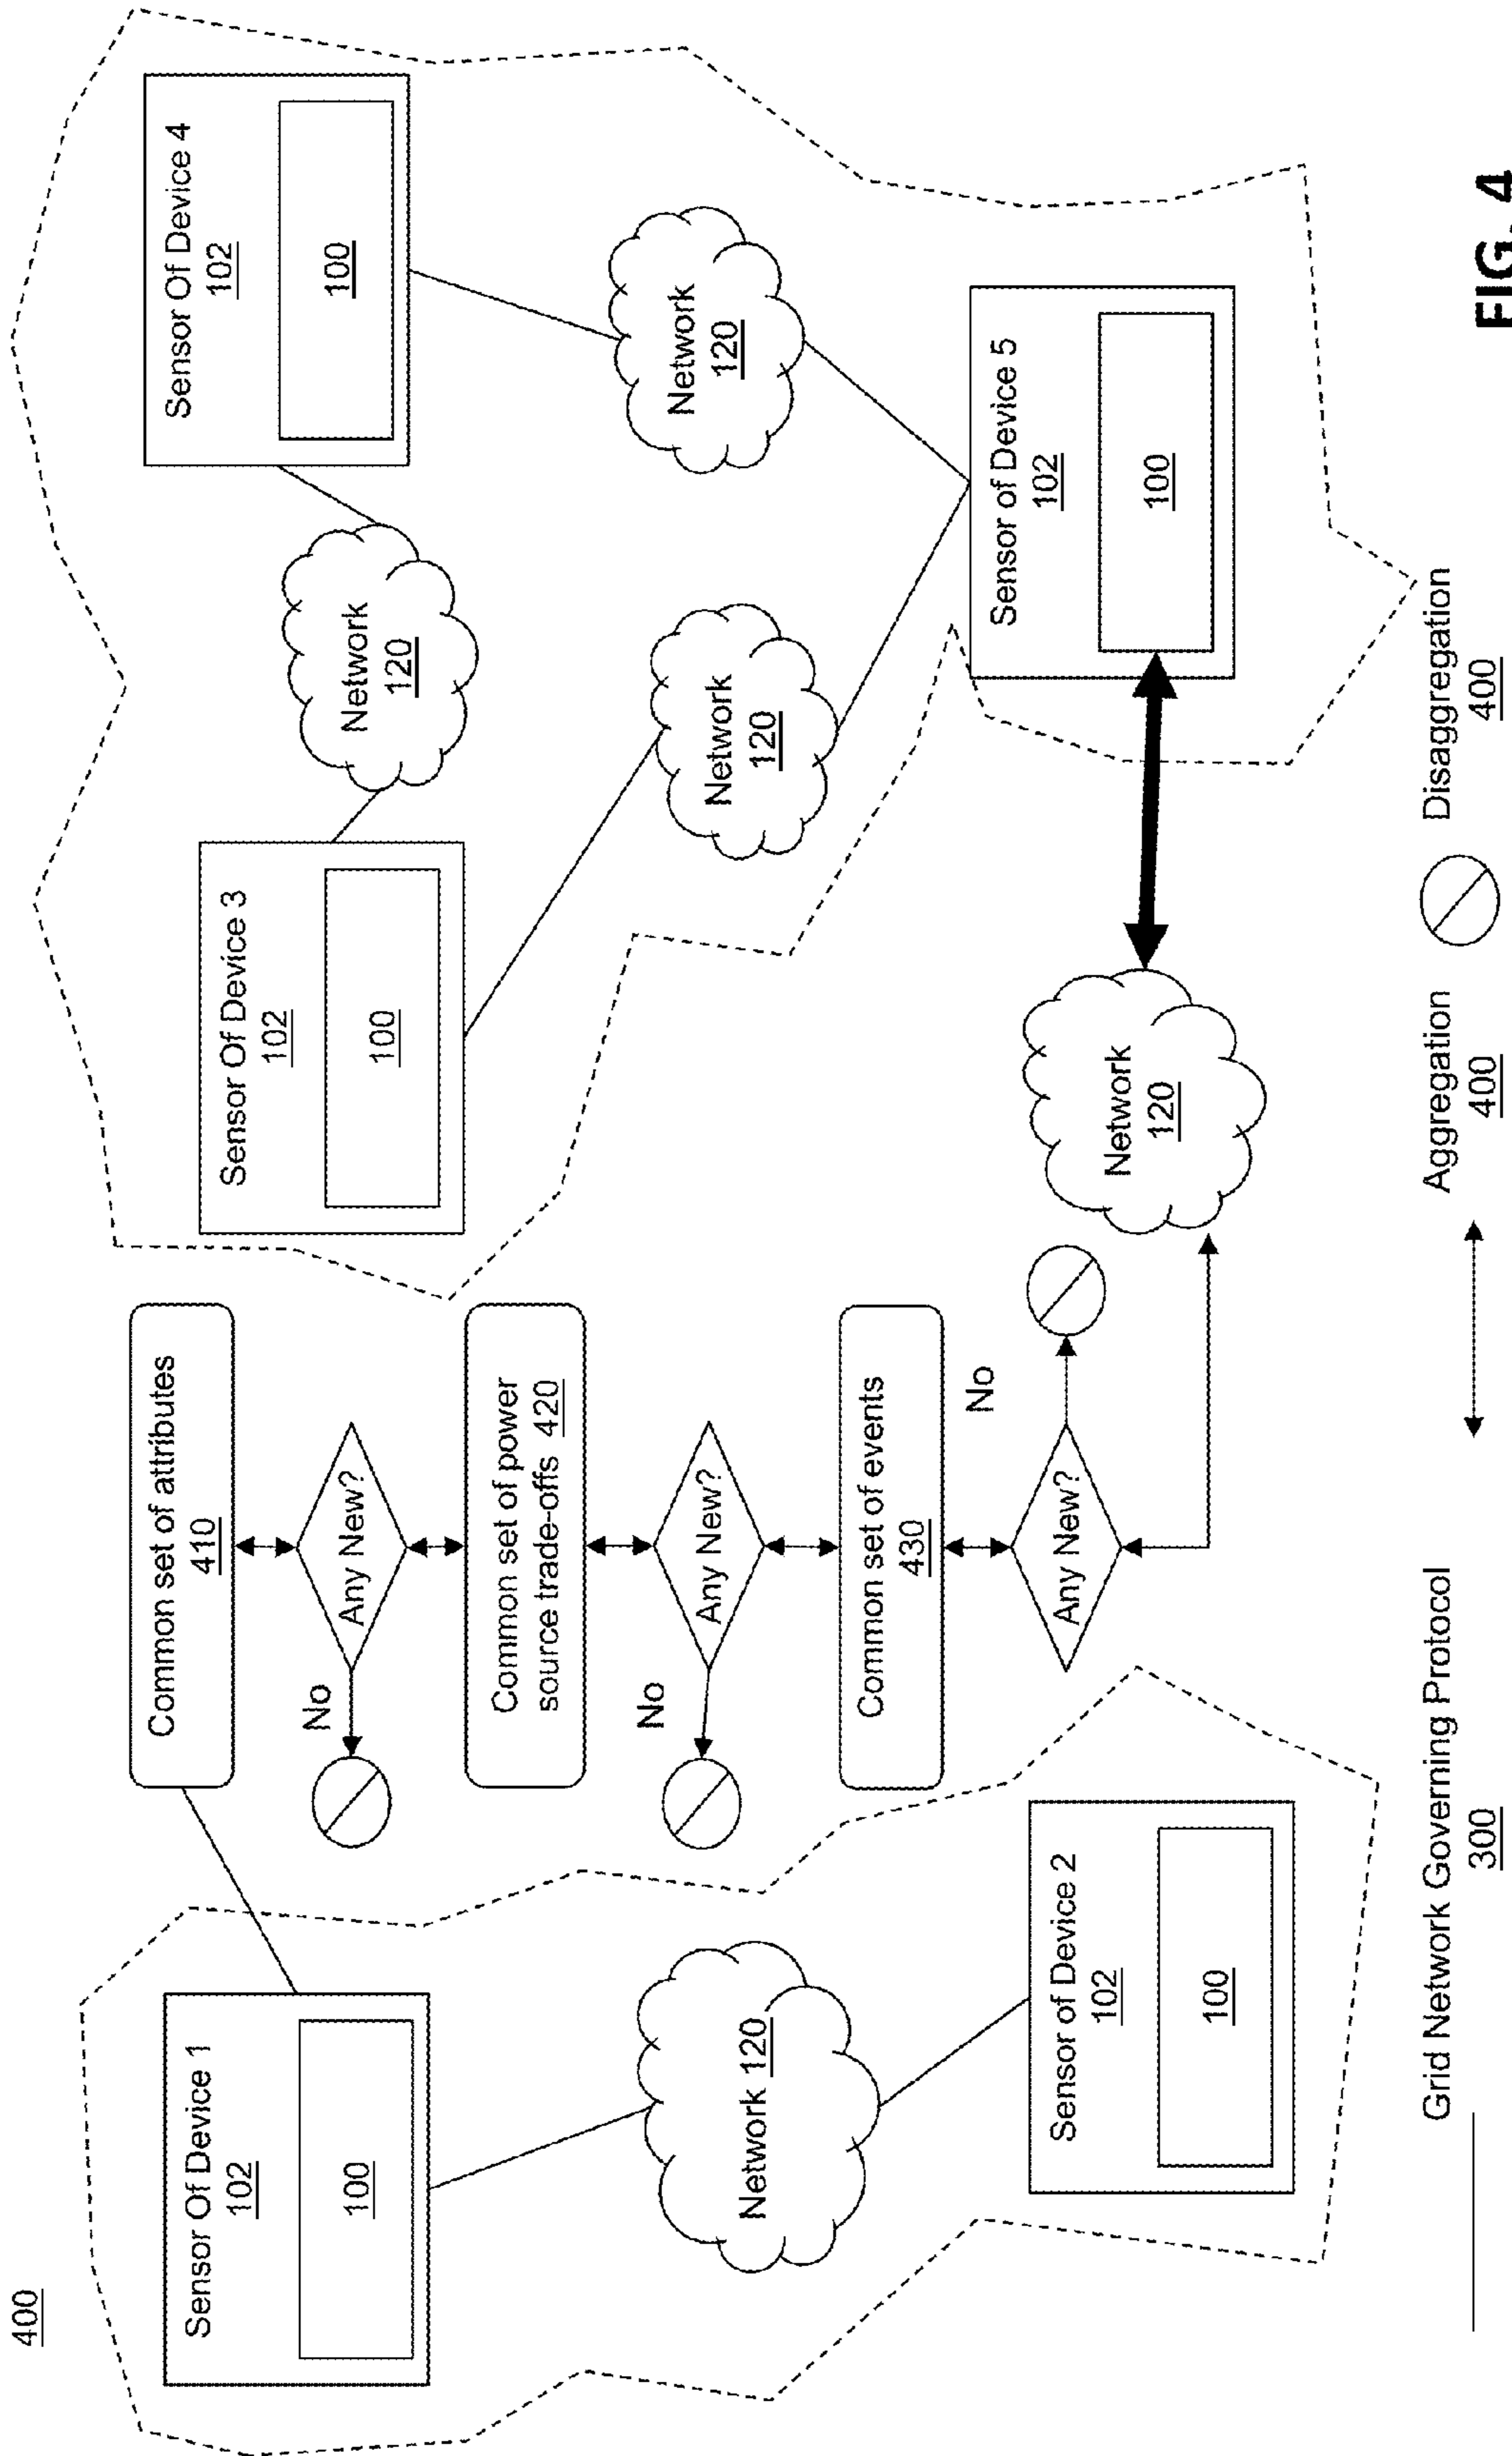 400
Sensor Of Device 1
102
100
Network 120
Sensor of Device 2
102
100
Common set of attributes
410
Any New?
No
Common set of power
source trade-offs 420
Any New?
No
Common set of events
430
Any New?
No
Network
120
Sensor Of Device 3
102
100
Network
120
Network
120
Sensor Of Device 4
102
100
Network
120
Sensor of Device 5
102
100
Grid Network Governing Protocol
300
Aggregation
400
Disaggregation
400
FIG. 4